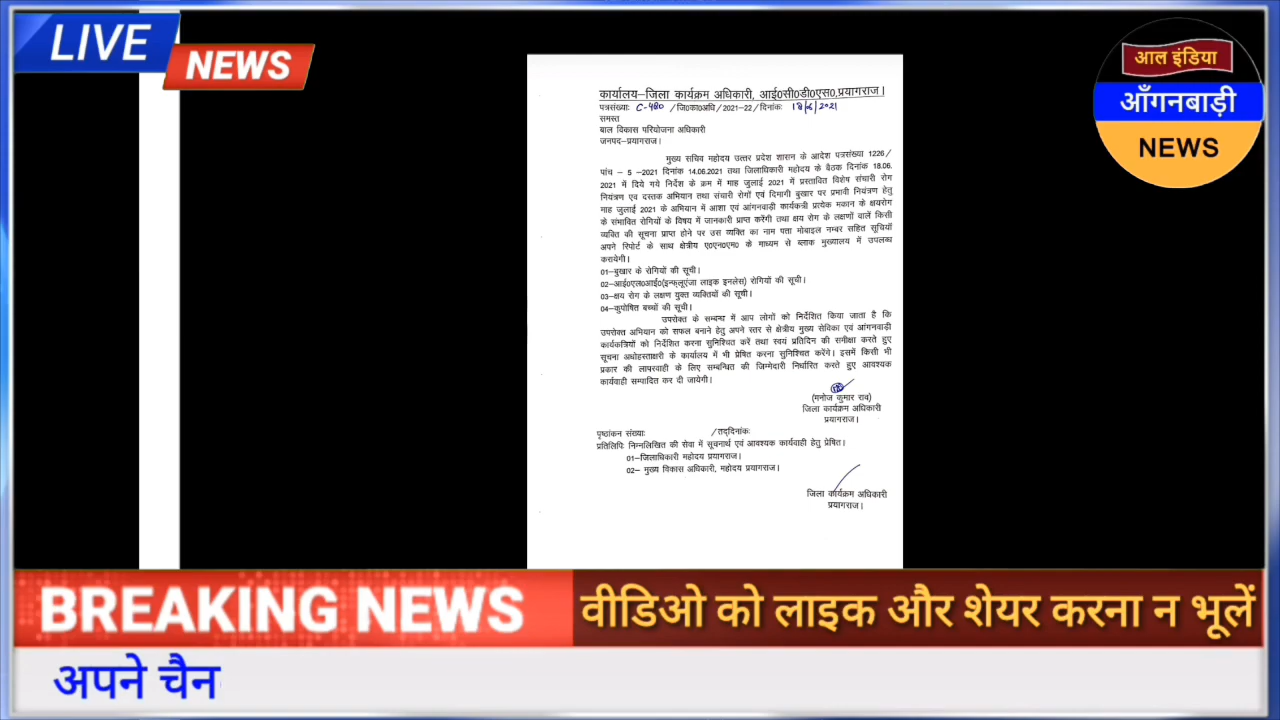 LIVE
NEWS
आल इंडिया
आँगनबाड़ी
NEWS
कार्यालय–जिला कार्यक्रम अधिकारी, आई0सी0डी0एस0,प्रयागराज।
पत्रसंख्याः C-480 /जि0का0अधि/2021-22/दिनांकः 18/6/2021
समस्त
बाल विकास परियोजना अधिकारी
जनपद–प्रयागराज।
मुख्य सचिव महोदय उत्तर प्रदेश शासन के आदेश पत्रसंख्या 1226/
पांच – 5 –2021 दिनांक 14.06.2021 तथा जिलाधिकारी महोदय के बैठक दिनांक 18.06.
2021 में दिये गये निर्देश के क्रम में माह जुलाई 2021 में प्रस्तावित विशेष संचारी रोग
नियंत्रण एव दस्तक अभियान तथा संचारी रोगों एवं दिमागी बुखार पर प्रभावी नियंत्रण हेतु
माह जुलाई 2021 के अभियान में आशा एवं आंगनवाड़ी कार्यकत्री प्रत्येक मकान के क्षयरोग
के संभावित रोगियों के विषय में जानकारी प्राप्त करेंगी तथा क्षय रोग के लक्षणों वालें किसी
व्यक्ति की सूचना प्राप्त होने पर उस व्यक्ति का नाम पता मोबाइल नम्बर सहित सूचियॉ
अपने रिपोर्ट के साथ क्षेत्रीय ए0एन0एम0 के माध्यम से ब्लाक मुख्यालय में उपलब्ध
करायेगी।
01–बुखार के रोगियों की सूची।
02–आई0एल0आई0(इन्फ्लूएंजा लाइक इनलेस) रोगियों की सूची।
03–क्षय रोग के लक्षण युक्त व्यक्तियों की सूची।
04–कुपोषित बच्चों की सूची।
उपरोक्त के सम्बन्ध में आप लोगों को निर्देशित किया जाता है कि
उपरोक्त अभियान को सफल बनाने हेतु अपने स्तर से क्षेत्रीय मुख्य सेविका एवं आंगनवाड़ी
कार्यकत्रियों को निर्देशित करना सुनिश्चित करें तथा स्वयं प्रतिदिन की समीक्षा करते हुए
सूचना अधोहस्ताक्षरी के कार्यालय में भी प्रेषित करना सुनिश्चित करेंगे। इसमें किसी भी
प्रकार की लापरवाही के लिए सम्बन्धित की जिम्मेदारी निर्धारित करते हुए आवश्यक
कार्यवाही सम्पादित कर दी जायेगी।
(मनोज कुमार राव)
जिला कार्यक्रम अधिकारी
प्रयागराज।
पृष्ठांकन संख्याः /तद्दिनांकः
प्रतिलिपिः निम्नलिखित की सेवा में सूचनार्थ एवं आवश्यक कार्यवाही हेतु प्रेषित।
01–जिलाधिकारी महोदय प्रयागराज।
02– मुख्य विकास अधिकारी, महोदय प्रयागराज।
जिला कार्यक्रम अधिकारी
प्रयागराज।
BREAKING NEWS
वीडिओ को लाइक और शेयर करना न भूलें
अपने चैन